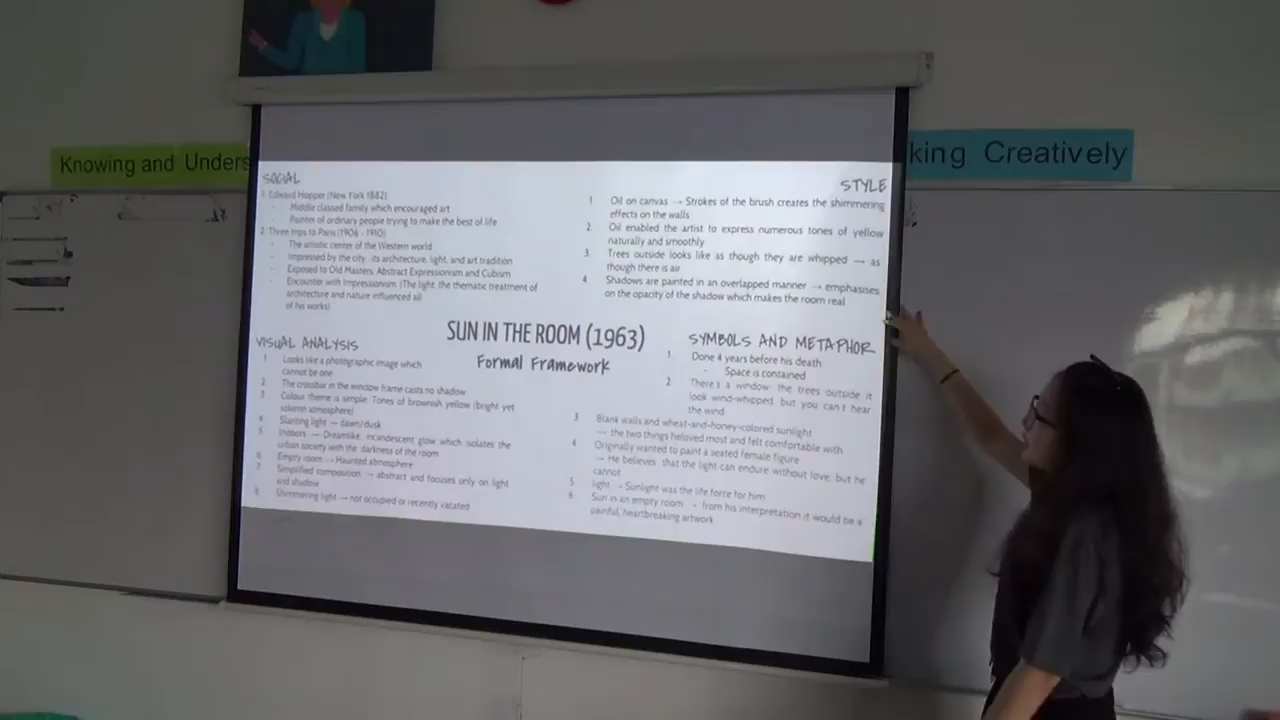 Knowing and Unders
king Creatively
SOCIAL
1. Edward Hopper (New York 1882)
- Middle classed family which encouraged art
- Painter of ordinary people trying to make the best of life
2. Three trips to Paris (1906 - 1910)
- The artistic center of the Western world
- Impressed by the city, its architecture, light, and art tradition
- Exposed to Old Masters, Abstract Expressionism and Cubism
- Encounter with Impressionism (The light, the thematic treatment of
architecture and nature influenced all
of his works)
STYLE
1 Oil on canvas → Strokes of the brush creates the shimmering
effects on the walls
2 Oil enabled the artist to express numerous tones of yellow
naturally and smoothly
3 Trees outside looks like as though they are whipped → as
though there is air
4 Shadows are painted in an overlapped manner → emphasises
on the opacity of the shadow which makes the room real
SUN IN THE ROOM (1963)
Formal Framework
VISUAL ANALYSIS
1 Looks like a photographic image which
cannot be one
2 The crossbar in the window frame casts no shadow
3 Colour theme is simple: Tones of brownish yellow (bright yet
solemn atmosphere)
4 Slanting light → dawn/dusk
5 Indoors → Dreamlike, incandescent glow which isolates the
urban society with the darkness of the room
6 Empty room → Haunted atmosphere
7 Simplified composition → abstract and focuses only on light
and shadow
8 Shimmering light → not occupied or recently vacated
SYMBOLS AND METAPHOR
1 Done 4 years before his death
- Space is contained
2 There's a window: the trees outside it
look wind-whipped, but you can't hear
the wind
3 Blank walls and wheat-and-honey-colored sunlight
→ the two things beloved most and felt comfortable with
4 Originally wanted to paint a seated female figure
→ He believes that the light can endure without love, but he
cannot
5 light → Sunlight was the life force for him
6 Sun in an empty room → from his interpretation it would be a
painful, heartbreaking artwork